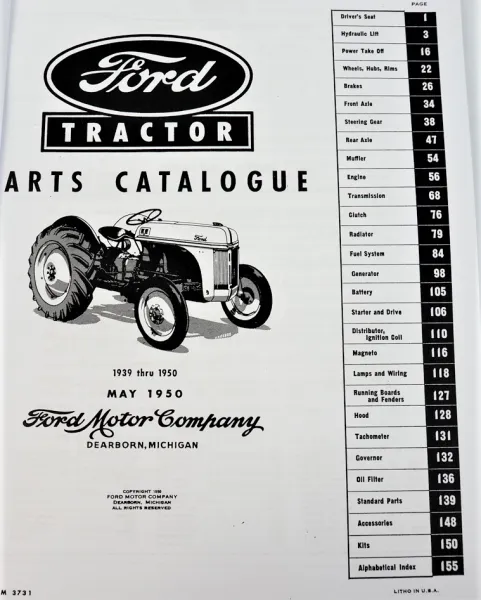 Ford
TRACTOR
ARTS CATALOGUE
Ford
1939 thru 1950
MAY 1950
Ford Motor Company
DEARBORN, MICHIGAN
COPYRIGHT 1950
FORD MOTOR COMPANY
DEARBORN, MICHIGAN
ALL RIGHTS RESERVED
M 3731
PAGE
Driver's Seat 1
Hydraulic Lift 3
Power Take Off 16
Wheels, Hubs, Rims 22
Brakes 26
Front Axle 34
Steering Gear 38
Rear Axle 47
Muffler 54
Engine 56
Transmission 68
Clutch 76
Radiator 79
Fuel System 84
Generator 98
Battery 105
Starter and Drive 106
Distributor,
Ignition Coil 110
Magneto 116
Lamps and Wiring 118
Running Boards
and Fenders 127
Hood 128
Tachometer 131
Governor 132
Oil Filter 136
Standard Parts 139
Accessories 148
Kits 150
Alphabetical Index 155
LITHO IN U.S.A.